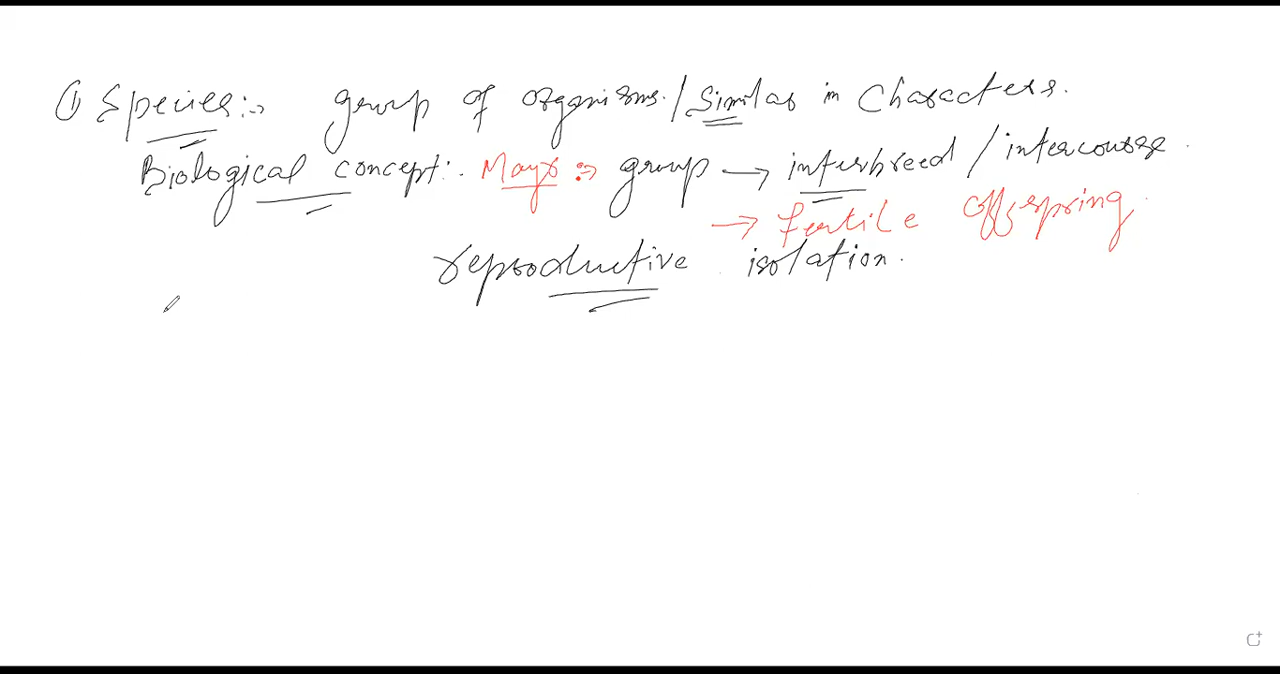 ① Species:→ group of organisms / Similar in Characters.
Biological concept:- Mayr :→ group → interbreed / intercourse
→ fertile offspring
reproductive isolation.